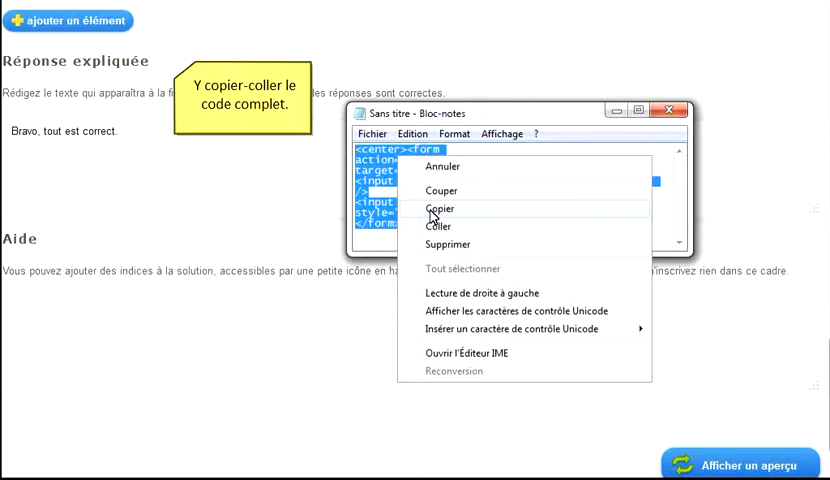 ajouter un élément
Réponse expliquée
Rédigez le texte qui apparaîtra à la fi
les réponses sont correctes.
Y copier-coller le
code complet.
Bravo, tout est correct.
Sans titre - Bloc-notes
Fichier Edition Format Affichage ?
<center><form
action=
target=
<input
/>
<input
style=
</form>
Annuler
Couper
Copier
Coller
Supprimer
Tout sélectionner
Lecture de droite à gauche
Afficher les caractères de contrôle Unicode
Insérer un caractère de contrôle Unicode
Ouvrir l'Éditeur IME
Reconversion
Aide
Vous pouvez ajouter des indices à la solution, accessibles par une petite icône en ha
n'inscrivez rien dans ce cadre.
Afficher un aperçu